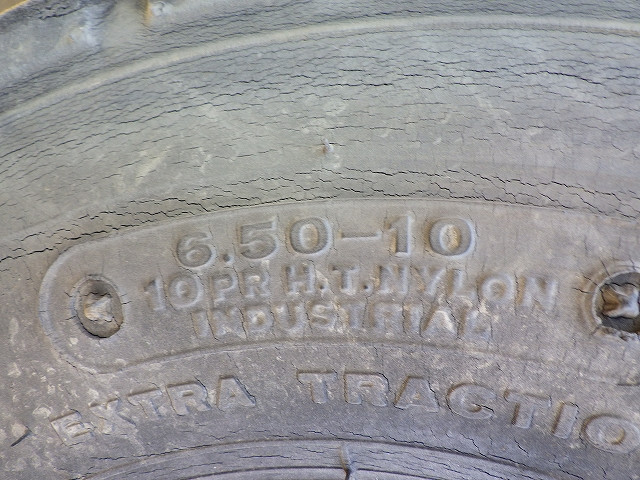 6.50-10
10PR H.T. NYLON
INDUSTRIAL
EXTRA TRACTIO